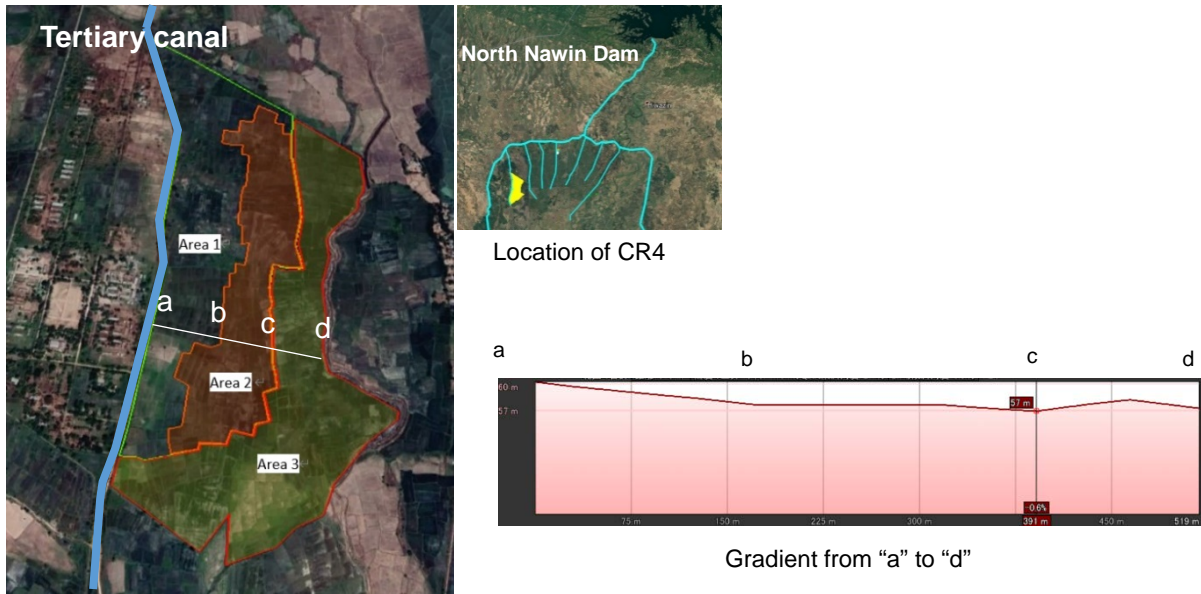 Tertiary canal
Area 1
a
b
c
d
Area 2
Area 3
North Nawin Dam
Location of CR4
a
b
c
d
60 m
57 m
57 m
-0.6%
75 m
150 m
225 m
300 m
391 m
450 m
519 m
Gradient from “a” to “d”